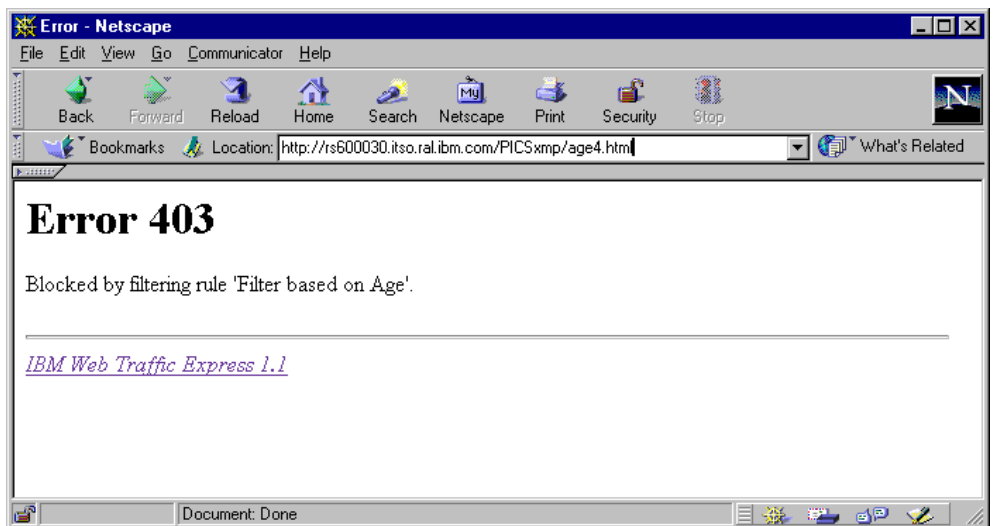 Error - Netscape
File Edit View Go Communicator Help
Back Forward Reload Home Search My Netscape Print Security Stop N
Bookmarks Location: http://rs600030.itso.ral.ibm.com/PICSxmp/age4.html What's Related
Error 403
Blocked by filtering rule 'Filter based on Age'.
IBM Web Traffic Express 1.1
Document: Done